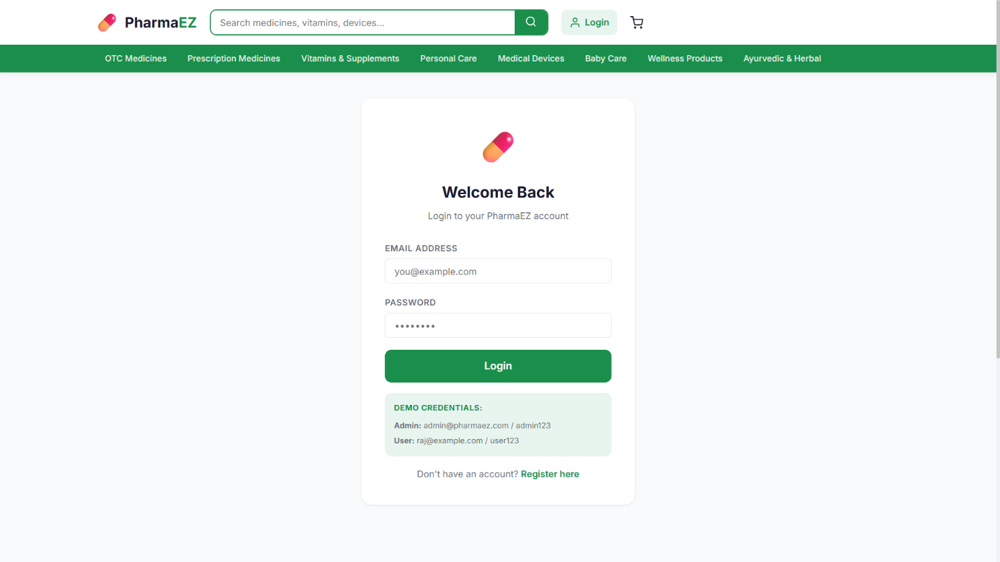 PharmaEZ
Search medicines, vitamins, devices...
Login
OTC Medicines
Prescription Medicines
Vitamins & Supplements
Personal Care
Medical Devices
Baby Care
Wellness Products
Ayurvedic & Herbal
Welcome Back
Login to your PharmaEZ account
EMAIL ADDRESS
you@example.com
PASSWORD
••••••••
Login
DEMO CREDENTIALS:
Admin: admin@pharmaez.com / admin123
User: raj@example.com / user123
Don't have an account? Register here